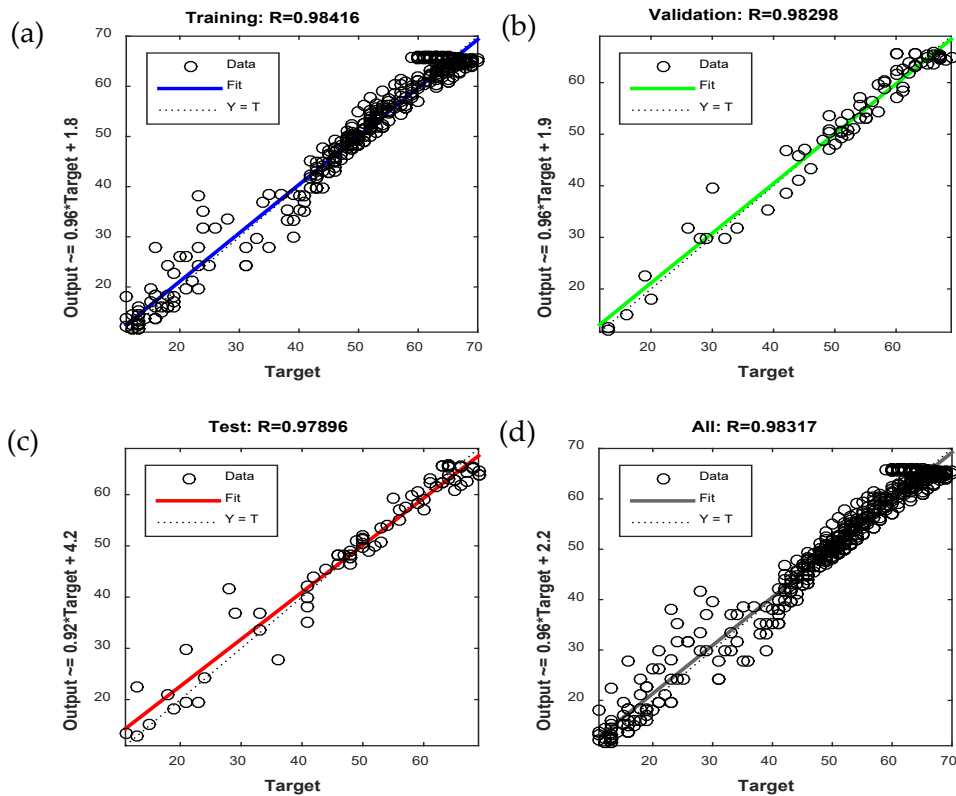 (a)
Training: R=0.98416
Data
Fit
Y = T
Output ~= 0.96*Target + 1.8
70
60
50
40
30
20
20 30 40 50 60 70
Target
(b)
Validation: R=0.98298
Data
Fit
Y = T
Output ~= 0.96*Target + 1.9
60
50
40
30
20
20 40 60
Target
(c)
Test: R=0.97896
Data
Fit
Y = T
Output ~= 0.92*Target + 4.2
60
50
40
30
20
20 30 40 50 60
Target
(d)
All: R=0.98317
Data
Fit
Y = T
Output ~= 0.96*Target + 2.2
70
60
50
40
30
20
20 30 40 50 60 70
Target